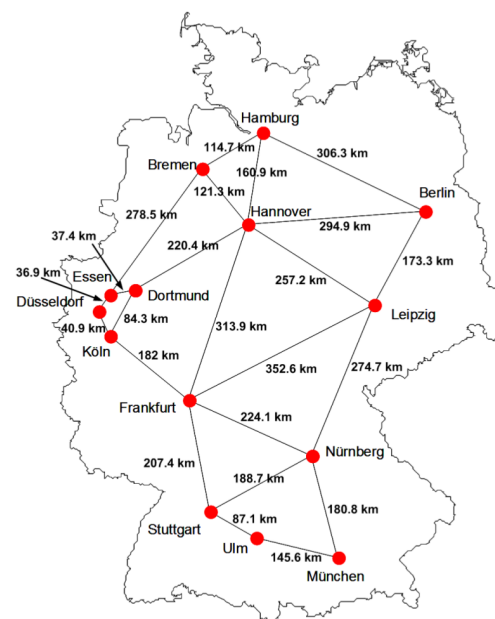 Hamburg
114.7 km
306.3 km
Bremen
160.9 km
121.3 km
Berlin
Hannover
278.5 km
294.9 km
37.4 km
220.4 km
173.3 km
36.9 km
257.2 km
Essen
Dortmund
Düsseldorf
84.3 km
Leipzig
40.9 km
313.9 km
Köln
182 km
352.6 km
274.7 km
Frankfurt
224.1 km
Nürnberg
207.4 km
188.7 km
180.8 km
Stuttgart
87.1 km
Ulm
145.6 km
München